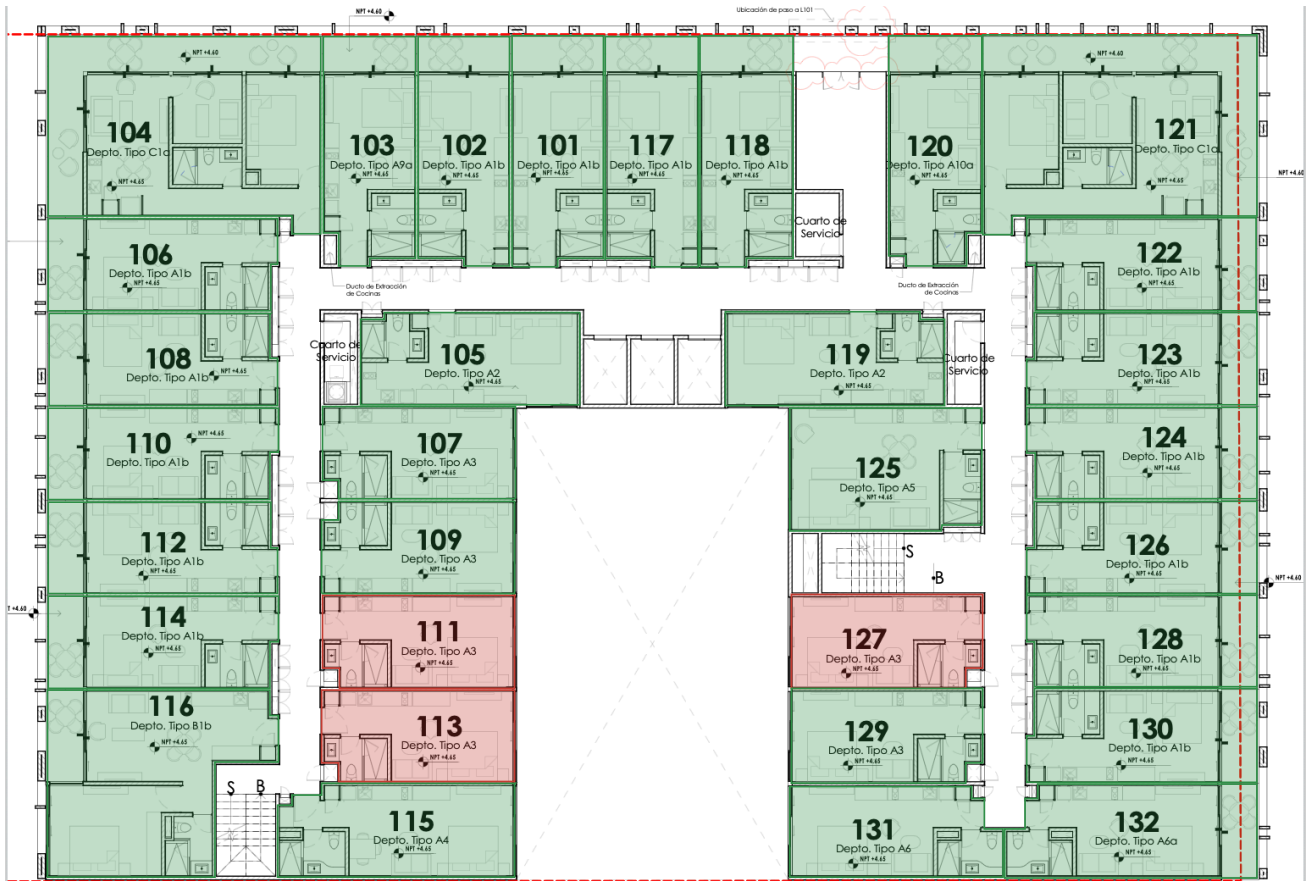 Ubicación de paso a L101
NPT +4.60
NPT +4.60
NPT +4.60
104
Depto. Tipo C1a
NPT +4.65
103
Depto. Tipo A9a
NPT +4.65
102
Depto. Tipo A1b
NPT +4.65
101
Depto. Tipo A1b
NPT +4.65
117
Depto. Tipo A1b
NPT +4.65
118
Depto. Tipo A1b
NPT +4.65
120
Depto. Tipo A10a
NPT +4.65
121
Depto. Tipo C1a
NPT +4.65
NPT +4.60
Cuarto de
Servicio
106
Depto. Tipo A1b
NPT +4.65
Ducto de Extracción
de Cocinas
Ducto de Extracción
de Cocinas
122
Depto. Tipo A1b
NPT +4.65
108
Depto. Tipo A1b
NPT +4.65
Cuarto de
Servicio
105
Depto. Tipo A2
NPT +4.65
119
Depto. Tipo A2
NPT +4.65
Cuarto de
Servicio
123
Depto. Tipo A1b
NPT +4.65
110
Depto. Tipo A1b
NPT +4.65
107
Depto. Tipo A3
NPT +4.65
125
Depto. Tipo A5
NPT +4.65
124
Depto. Tipo A1b
NPT +4.65
112
Depto. Tipo A1b
NPT +4.65
109
Depto. Tipo A3
NPT +4.65
S
B
126
Depto. Tipo A1b
NPT +4.65
NPT +4.60
T +4.60
114
Depto. Tipo A1b
NPT +4.65
111
Depto. Tipo A3
NPT +4.65
127
Depto. Tipo A3
NPT +4.65
128
Depto. Tipo A1b
NPT +4.65
116
Depto. Tipo B1b
NPT +4.65
113
Depto. Tipo A3
NPT +4.65
129
Depto. Tipo A3
NPT +4.65
130
Depto. Tipo A1b
NPT +4.65
S B
115
Depto. Tipo A4
NPT +4.65
131
Depto. Tipo A6
NPT +4.65
132
Depto. Tipo A6a
NPT +4.65